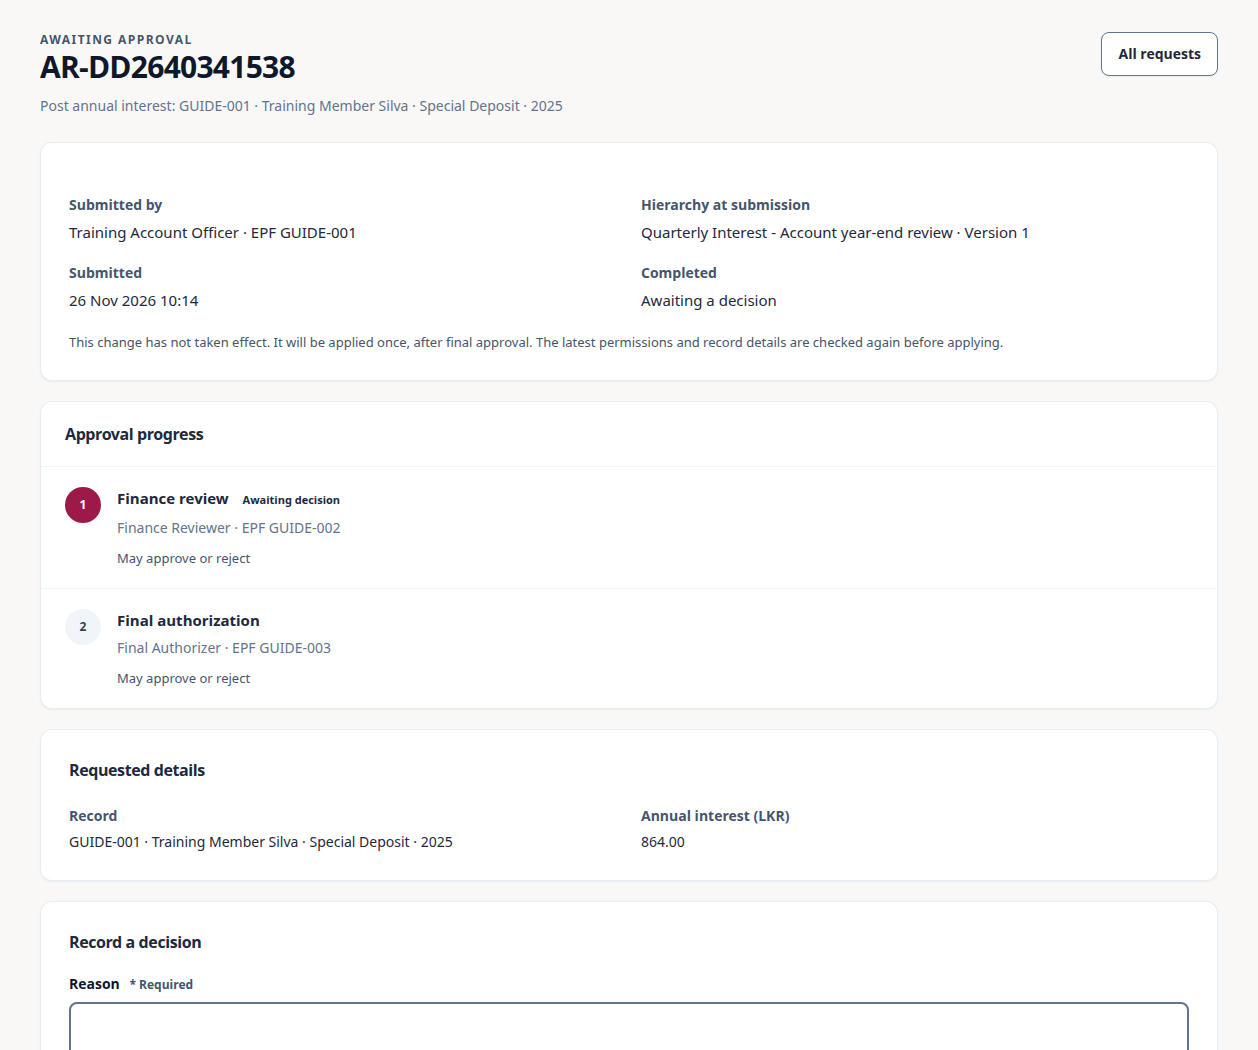 AWAITING APPROVAL
AR-DD2640341538
All requests
Post annual interest: GUIDE-001 · Training Member Silva · Special Deposit · 2025
Submitted by
Training Account Officer · EPF GUIDE-001
Hierarchy at submission
Quarterly Interest - Account year-end review · Version 1
Submitted
26 Nov 2026 10:14
Completed
Awaiting a decision
This change has not taken effect. It will be applied once, after final approval. The latest permissions and record details are checked again before applying.
Approval progress
1
Finance review Awaiting decision
Finance Reviewer · EPF GUIDE-002
May approve or reject
2
Final authorization
Final Authorizer · EPF GUIDE-003
May approve or reject
Requested details
Record
GUIDE-001 · Training Member Silva · Special Deposit · 2025
Annual interest (LKR)
864.00
Record a decision
Reason * Required